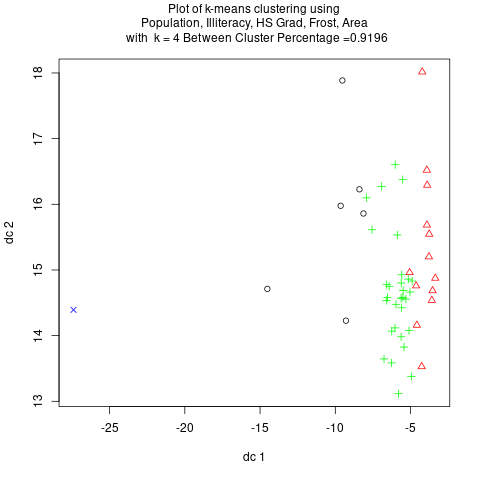 Plot of k-means clustering using
Population, Illiteracy, HS Grad, Frost, Area
with  k = 4 Between Cluster Percentage =0.9196
18
17
16
15
14
13
dc 2
-25
-20
-15
-10
-5
dc 1